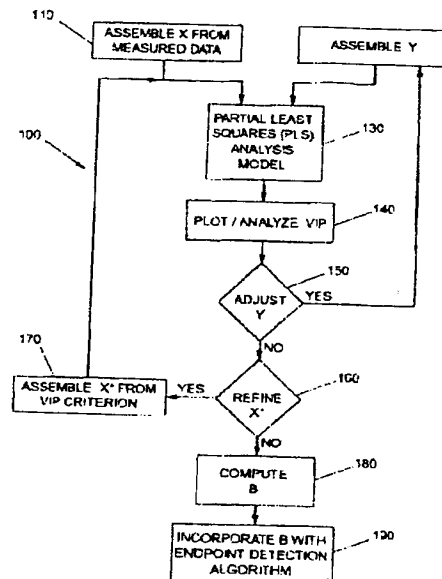 110
ASSEMBLE X FROM
MEASURED DATA
ASSEMBLE Y
100
PARTIAL LEAST
SQUARES (PLS)
ANALYSIS
MODEL
130
PLOT / ANALYZE VIP
140
150
ADJUST
Y
YES
NO
170
ASSEMBLE X* FROM
VIP CRITERION
YES
REFINE
X*
160
NO
COMPUTE
B
180
INCORPORATE B WITH
ENDPOINT DETECTION
ALGORITHM
190